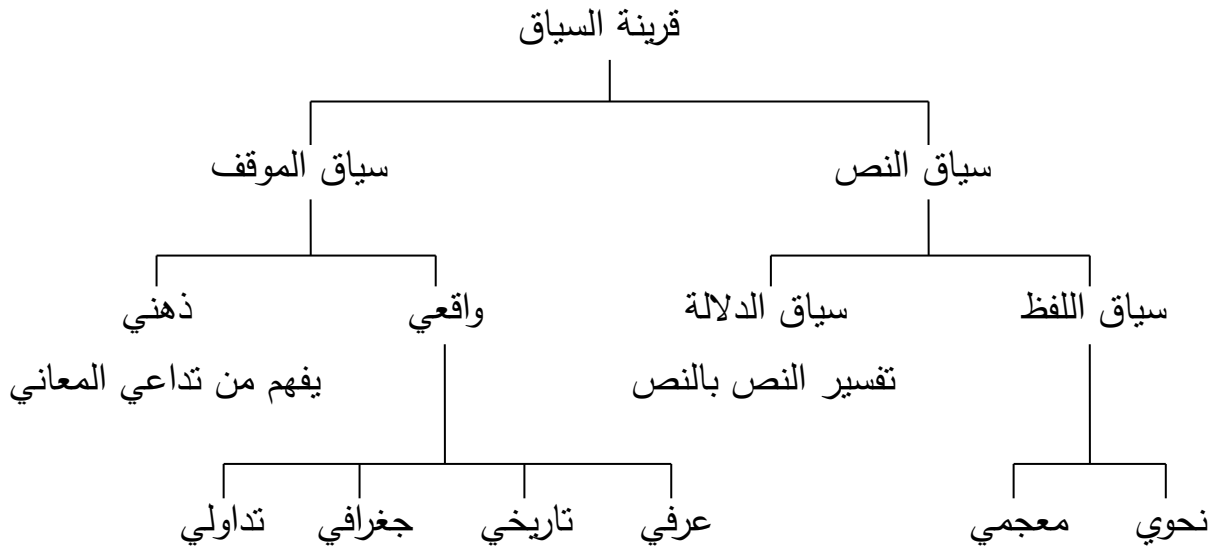 قرينة السياق
سياق النص
سياق الموقف
سياق اللفظ
سياق الدلالة
واقعي
ذهني
تفسير النص بالنص
يفهم من تداعي المعاني
نحوي
معجمي
عرفي
تاريخي
جغرافي
تداولي